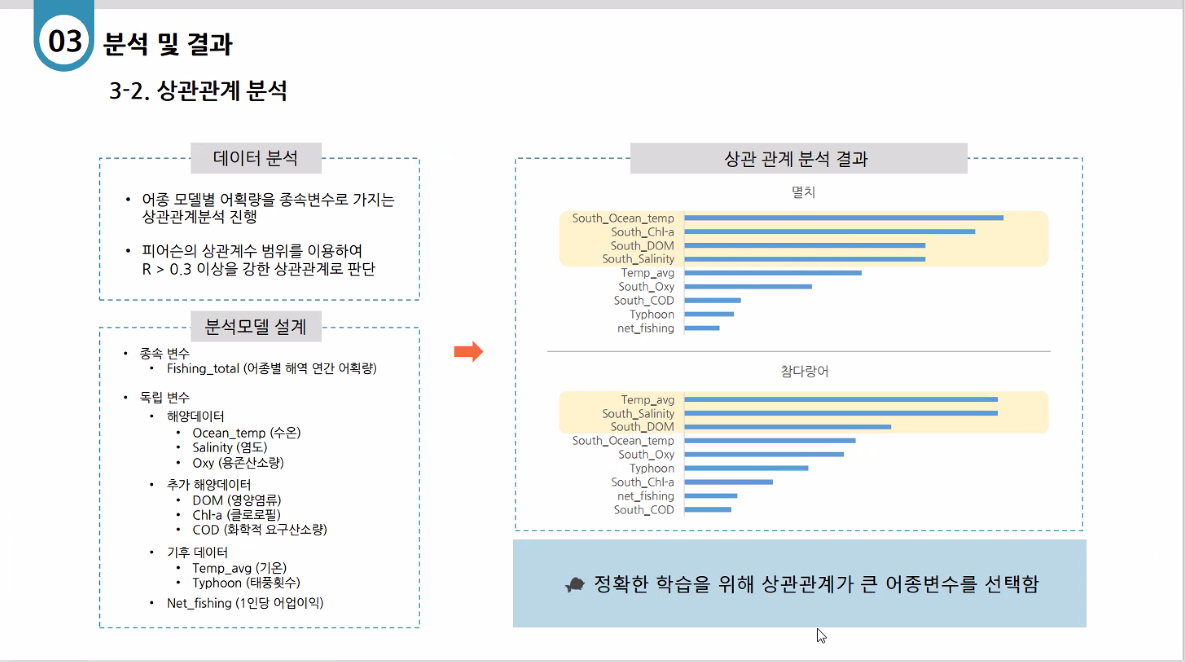 03 분석 및 결과
3-2. 상관관계 분석
데이터 분석
• 어종 모델별 어획량을 종속변수로 가지는
상관관계분석 진행
• 피어슨의 상관계수 범위를 이용하여
R > 0.3 이상을 강한 상관관계로 판단
분석모델 설계
• 종속 변수
• Fishing_total (어종별 해역 연간 어획량)
• 독립 변수
• 해양데이터
• Ocean_temp (수온)
• Salinity (염도)
• Oxy (용존산소량)
• 추가 해양데이터
• DOM (영양염류)
• Chl-a (클로로필)
• COD (화학적 요구산소량)
• 기후 데이터
• Temp_avg (기온)
• Typhoon (태풍횟수)
• Net_fishing (1인당 어업이익)
상관 관계 분석 결과
멸치
South_Ocean_temp
South_Chl-a
South_DOM
South_Salinity
Temp_avg
South_Oxy
South_COD
Typhoon
net_fishing
참다랑어
Temp_avg
South_Salinity
South_DOM
South_Ocean_temp
South_Oxy
Typhoon
South_Chl-a
net_fishing
South_COD
정확한 학습을 위해 상관관계가 큰 어종변수를 선택함